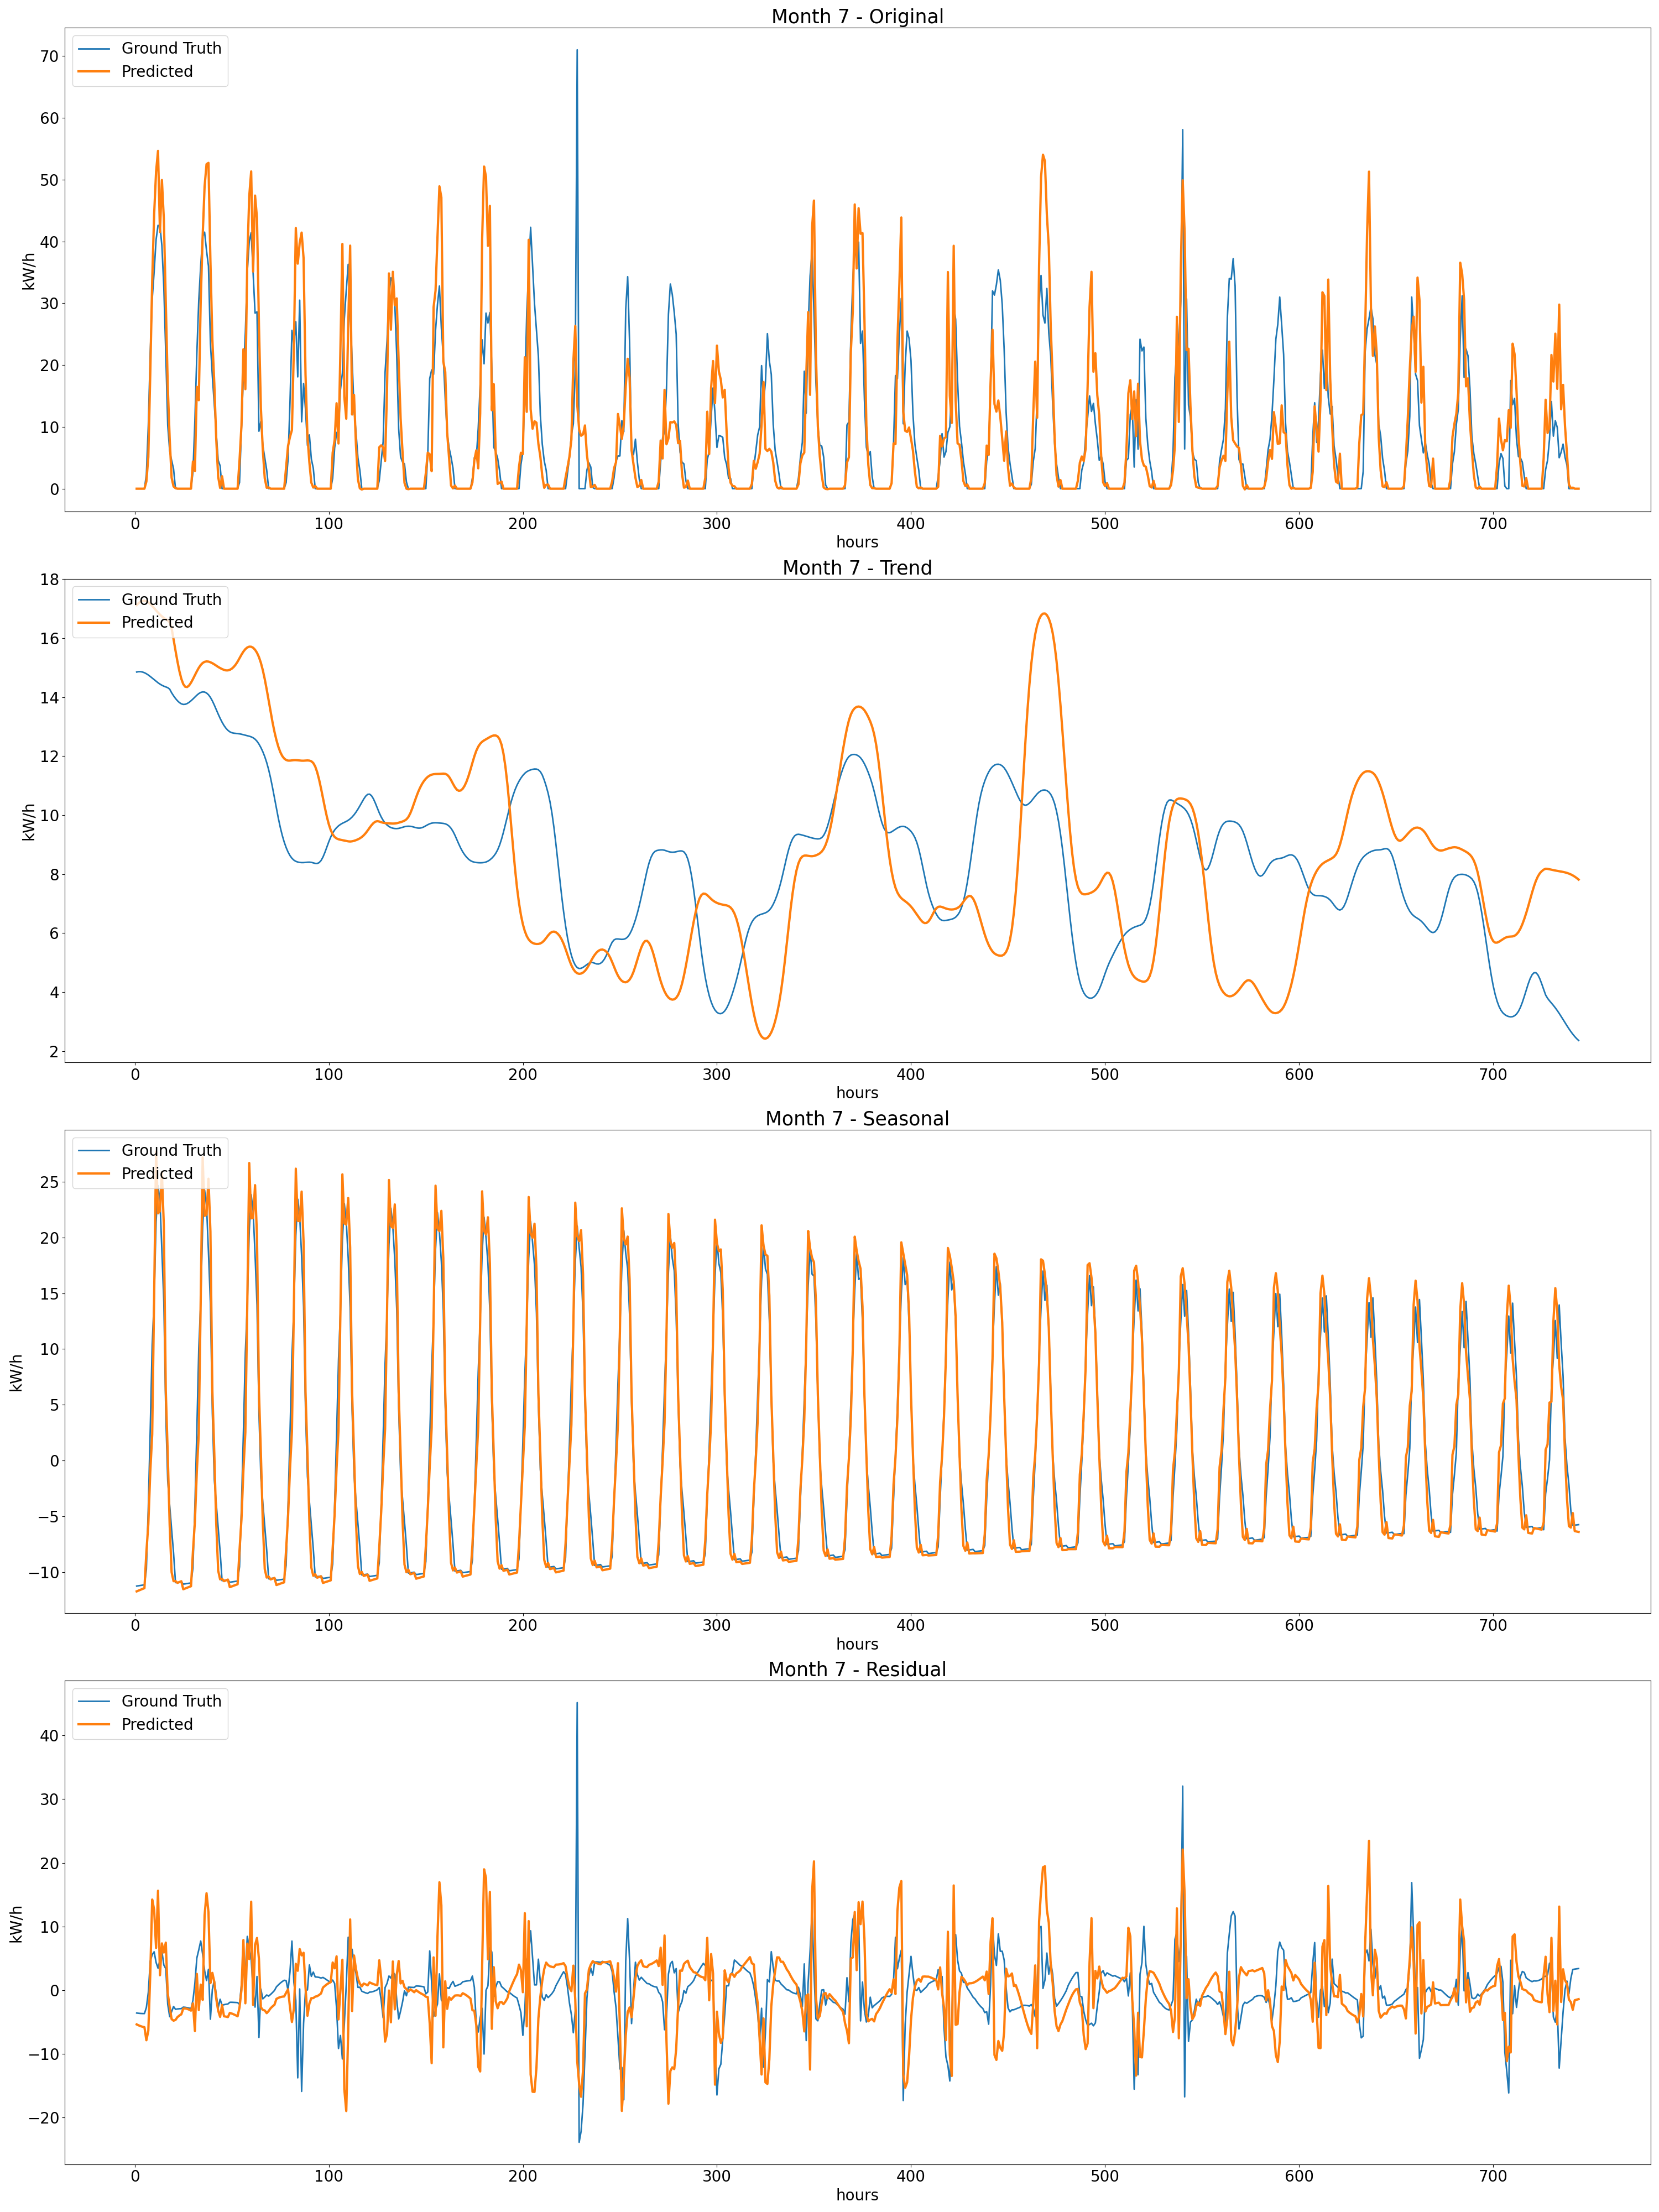 Month 7 - Original
Ground Truth
Predicted
kW/h
70
60
50
40
30
20
10
0
0 100 200 300 400 500 600 700
hours
Month 7 - Trend
Ground Truth
Predicted
kW/h
18
16
14
12
10
8
6
4
2
0 100 200 300 400 500 600 700
hours
Month 7 - Seasonal
Ground Truth
Predicted
kW/h
25
20
15
10
5
0
−5
−10
0 100 200 300 400 500 600 700
hours
Month 7 - Residual
Ground Truth
Predicted
kW/h
40
30
20
10
0
−10
−20
0 100 200 300 400 500 600 700
hours